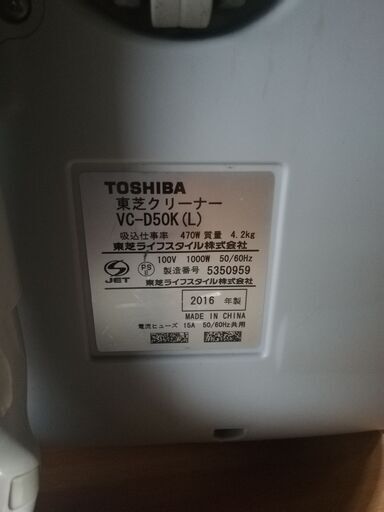 TOSHIBA
東芝クリーナー
VC-D50K(L)
吸込仕事率 470W 質量 4.2kg
東芝ライフスタイル株式会社
100V 1000W 50/60Hz
製造番号 5350959
東芝ライフスタイル株式会社
S JET
PS E
2016 年製
MADE IN CHINA
電流ヒューズ 15A 50/60Hz共用